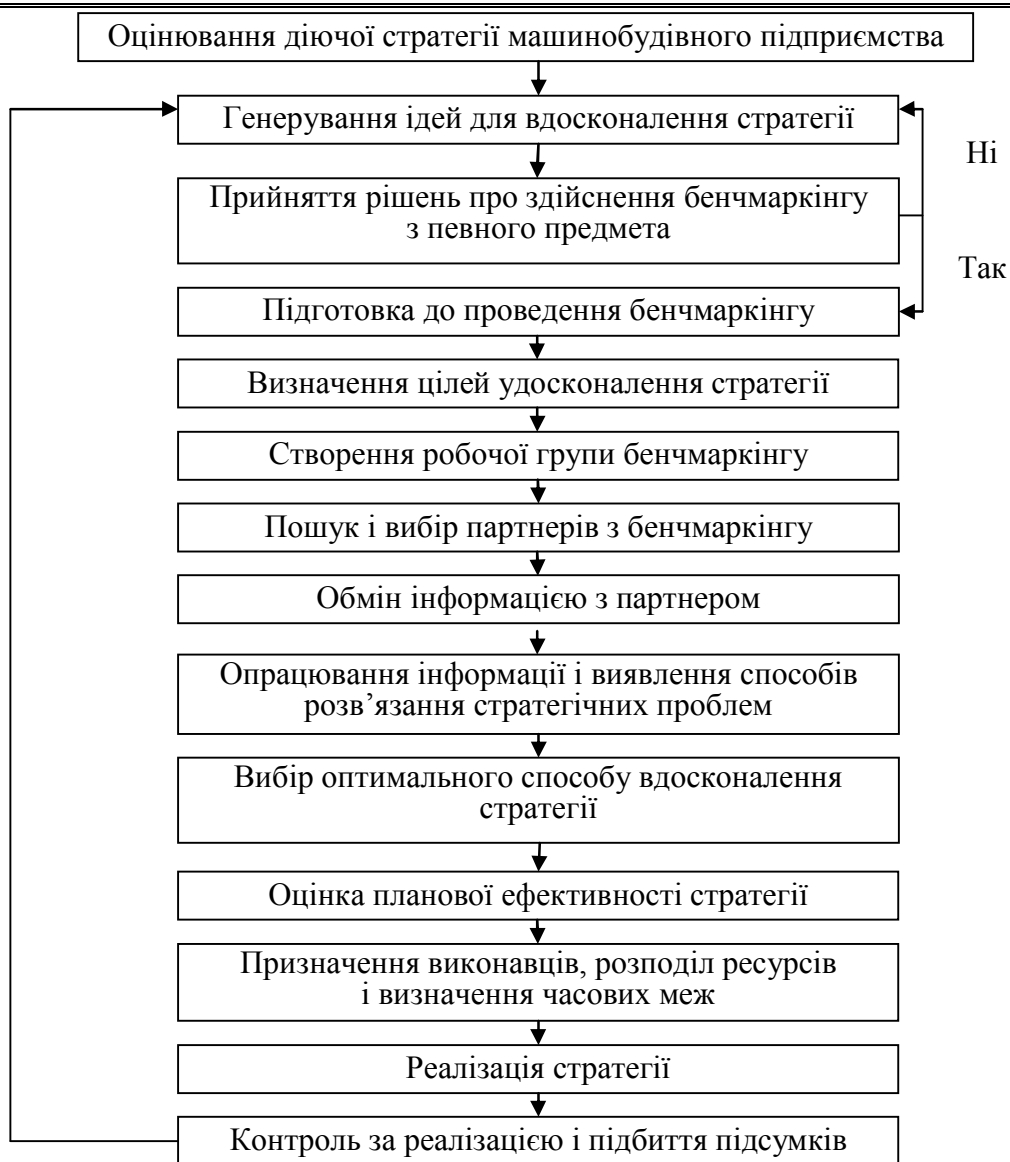 Оцінювання діючої стратегії машинобудівного підприємства
Генерування ідей для вдосконалення стратегії
Ні
Прийняття рішень про здійснення бенчмаркінгу
з певного предмета
Так
Підготовка до проведення бенчмаркінгу
Визначення цілей удосконалення стратегії
Створення робочої групи бенчмаркінгу
Пошук і вибір партнерів з бенчмаркінгу
Обмін інформацією з партнером
Опрацювання інформації і виявлення способів
розв’язання стратегічних проблем
Вибір оптимального способу вдосконалення
стратегії
Оцінка планової ефективності стратегії
Призначення виконавців, розподіл ресурсів
і визначення часових меж
Реалізація стратегії
Контроль за реалізацією і підбиття підсумків